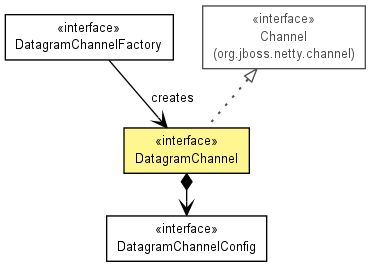 «interface»
DatagramChannelFactory
«interface»
Channel
(org.jboss.netty.channel)
creates
«interface»
DatagramChannel
«interface»
DatagramChannelConfig